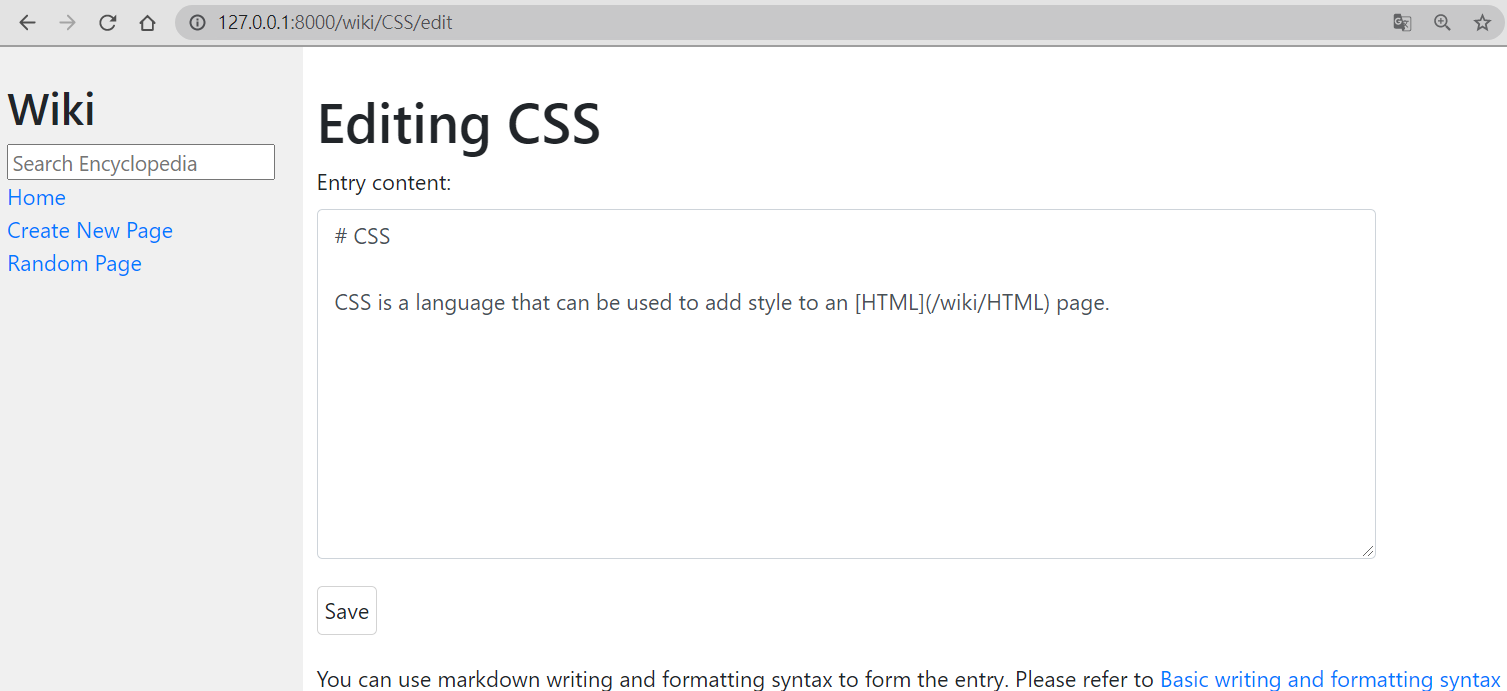 127.0.0.1:8000/wiki/CSS/edit
Wiki
Search Encyclopedia
Home
Create New Page
Random Page
Editing CSS
Entry content:
# CSS
CSS is a language that can be used to add style to an [HTML](/wiki/HTML) page.
Save
You can use markdown writing and formatting syntax to form the entry. Please refer to Basic writing and formatting syntax